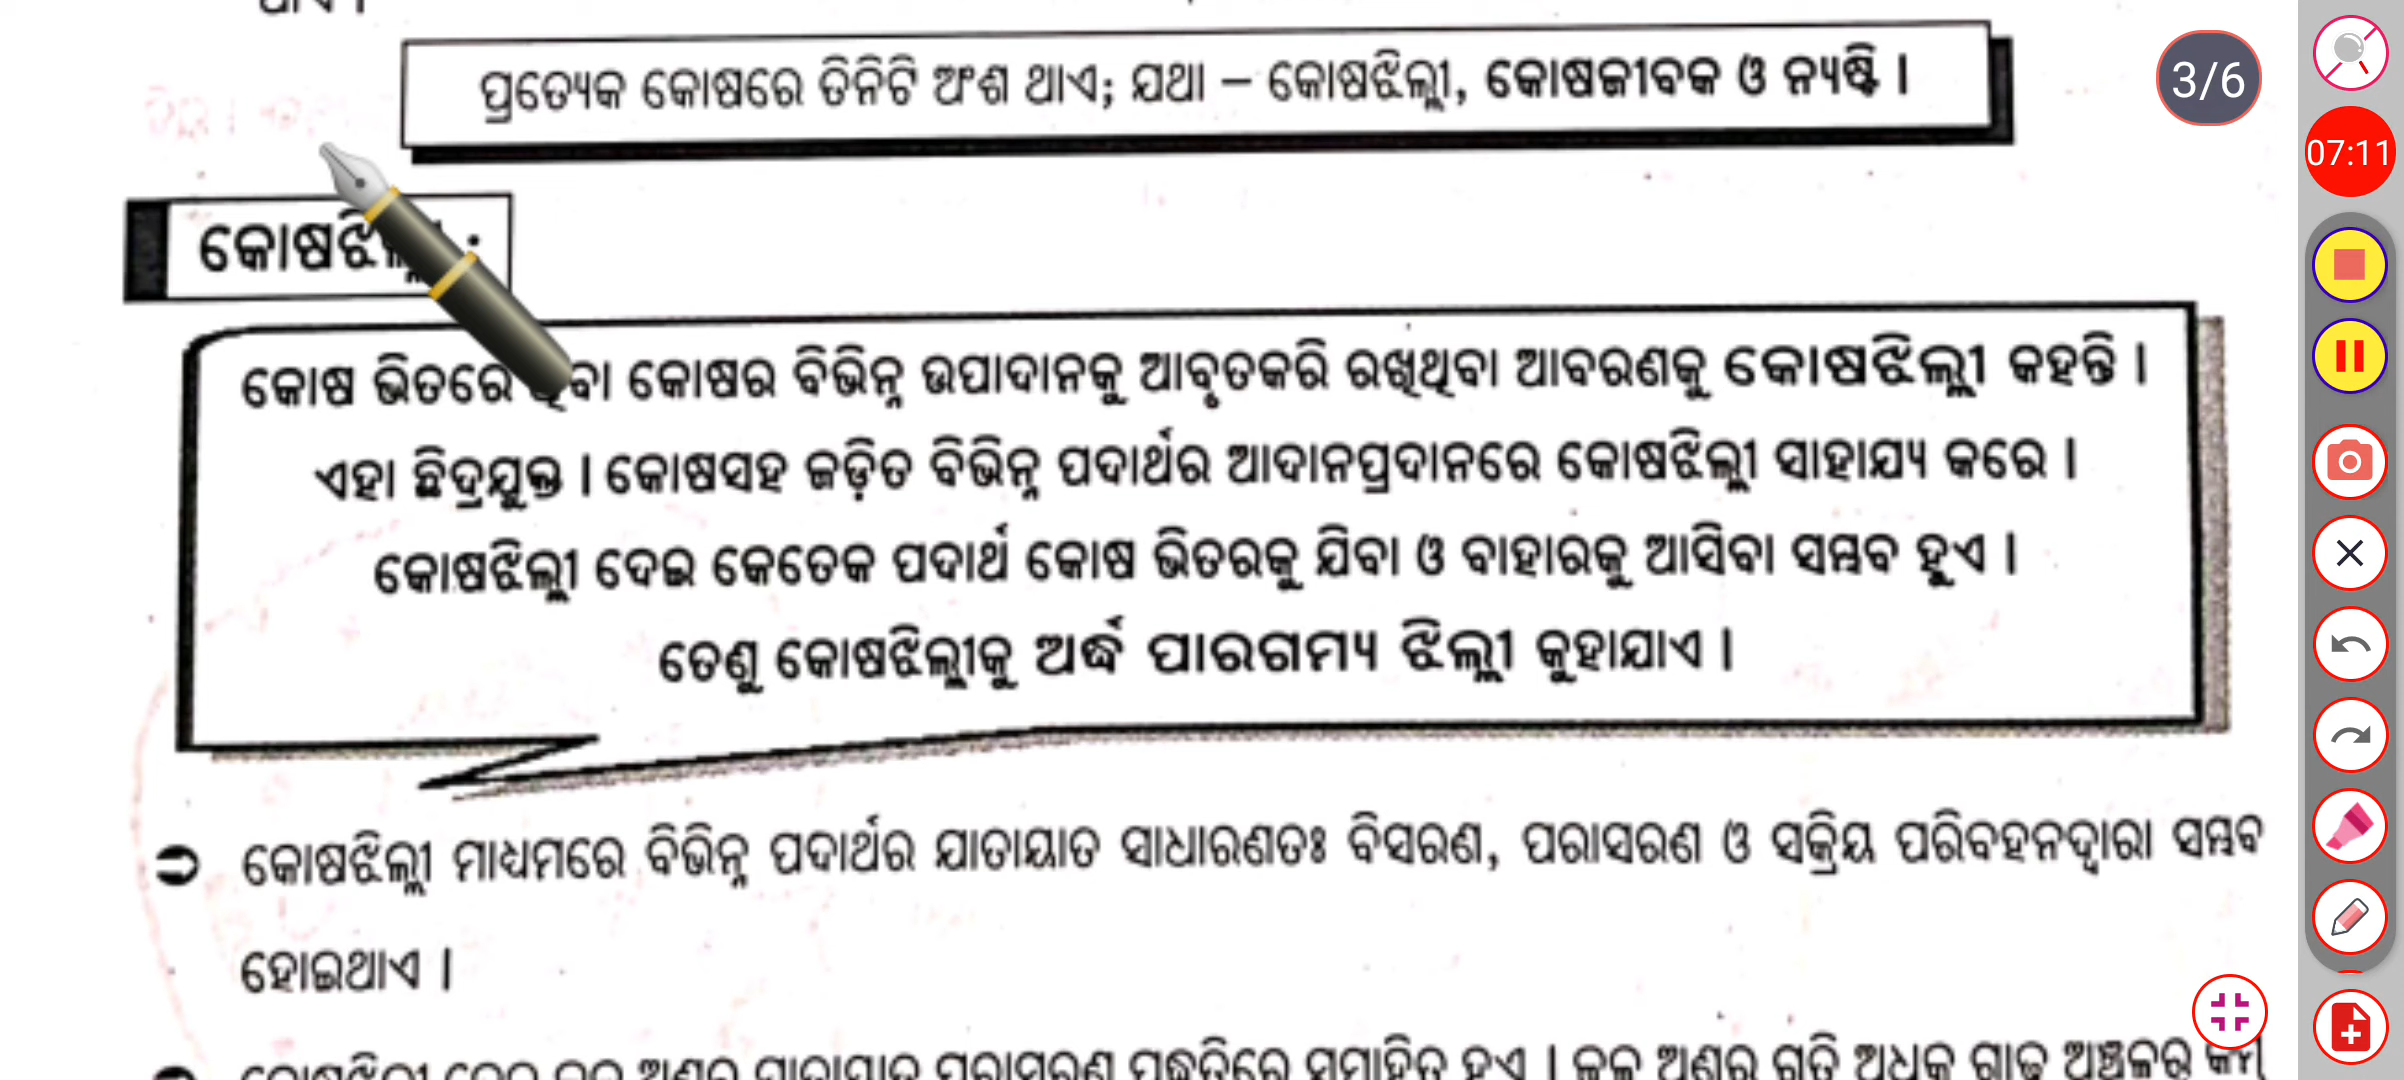 ପ୍ରତ୍ୟେକ କୋଷରେ ତିନିଟି ଅଂଶ ଥାଏ; ଯଥା – କୋଷଝିଲ୍ଲୀ, କୋଷଜୀବକ ଓ ନ୍ୟଷ୍ଟି ।
3/6
07:11
କୋଷ ଭିତରେ କୋଷର ବିଭିନ୍ନ ଉପାଦାନକୁ ଆବୃତକରି ରଖିଥିବା ଆବରଣକୁ କୋଷଝିଲ୍ଲୀ କହନ୍ତି ।
ଏହା ଛିଦ୍ରଯୁକ୍ତ । କୋଷସହ ଜଡ଼ିତ ବିଭିନ୍ନ ପଦାର୍ଥର ଆଦାନପ୍ରଦାନରେ କୋଷଝିଲ୍ଲୀ ସାହାଯ୍ୟ କରେ ।
କୋଷଝିଲ୍ଲୀ ଦେଇ କେତେକ ପଦାର୍ଥ କୋଷ ଭିତରକୁ ଯିବା ଓ ବାହାରକୁ ଆସିବା ସମ୍ଭବ ହୁଏ ।
ତେଣୁ କୋଷଝିଲ୍ଲୀକୁ ଅର୍ଦ୍ଧ ପାରଗମ୍ୟ ଝିଲ୍ଲୀ କୁହାଯାଏ ।
କୋଷଝିଲ୍ଲୀ ମାଧ୍ୟମରେ ବିଭିନ୍ନ ପଦାର୍ଥର ଯାତାୟାତ ସାଧାରଣତଃ ବିସରଣ, ପରାସରଣ ଓ ସକ୍ରିୟ ପରିବହନଦ୍ୱାରା ସମ୍ଭବ
ହୋଇଥାଏ ।